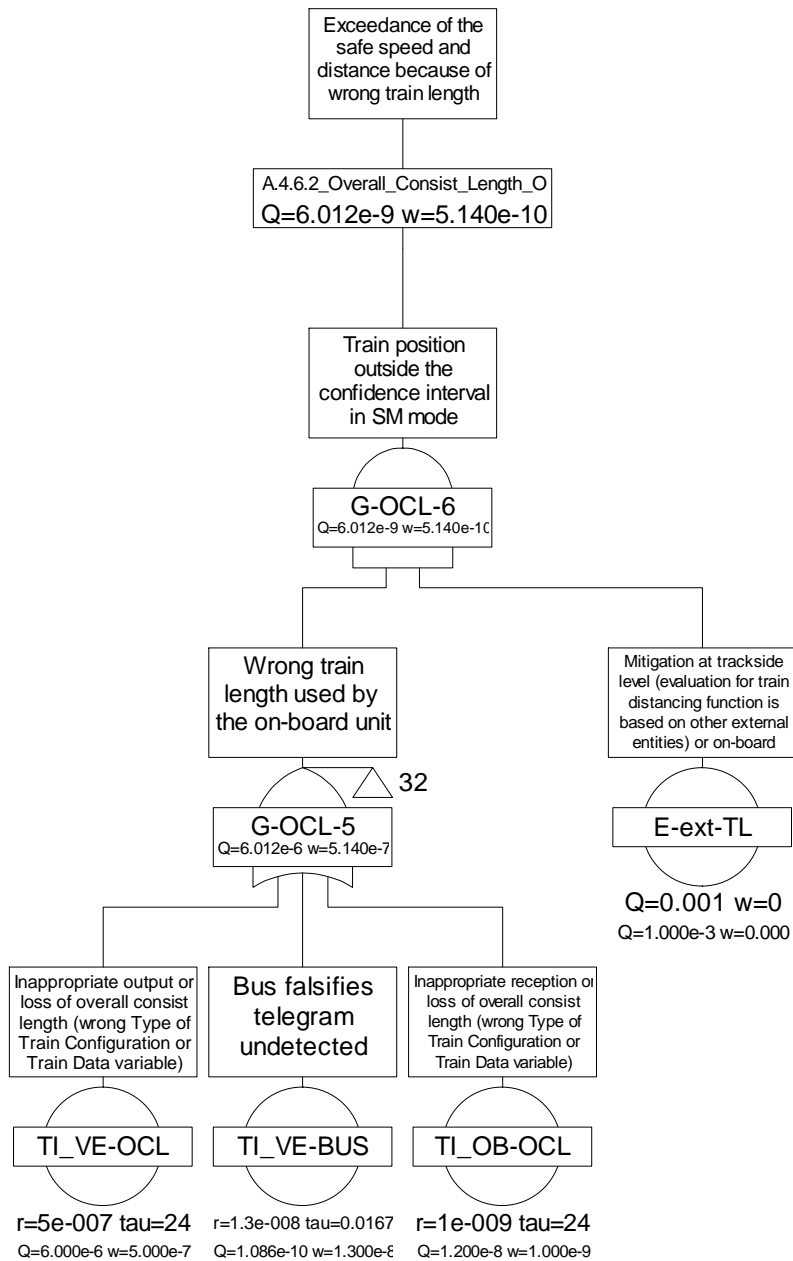 Exceedance of the
safe speed and
distance because of
wrong train length
A.4.6.2_Overall_Consist_Length_O
Q=6.012e-9 w=5.140e-10
Train position
outside the
confidence interval
in SM mode
G-OCL-6
Q=6.012e-9 w=5.140e-10
Wrong train
length used by
the on-board unit
32
G-OCL-5
Q=6.012e-6 w=5.140e-7
Mitigation at trackside
level (evaluation for train
distancing function is
based on other external
entities) or on-board
E-ext-TL
Q=0.001 w=0
Q=1.000e-3 w=0.000
Inappropriate output or
loss of overall consist
length (wrong Type of
Train Configuration or
Train Data variable)
TI_VE-OCL
r=5e-007 tau=24
Q=6.000e-6 w=5.000e-7
Bus falsifies
telegram
undetected
TI_VE-BUS
r=1.3e-008 tau=0.0167
Q=1.086e-10 w=1.300e-8
Inappropriate reception or
loss of overall consist
length (wrong Type of
Train Configuration or
Train Data variable)
TI_OB-OCL
r=1e-009 tau=24
Q=1.200e-8 w=1.000e-9